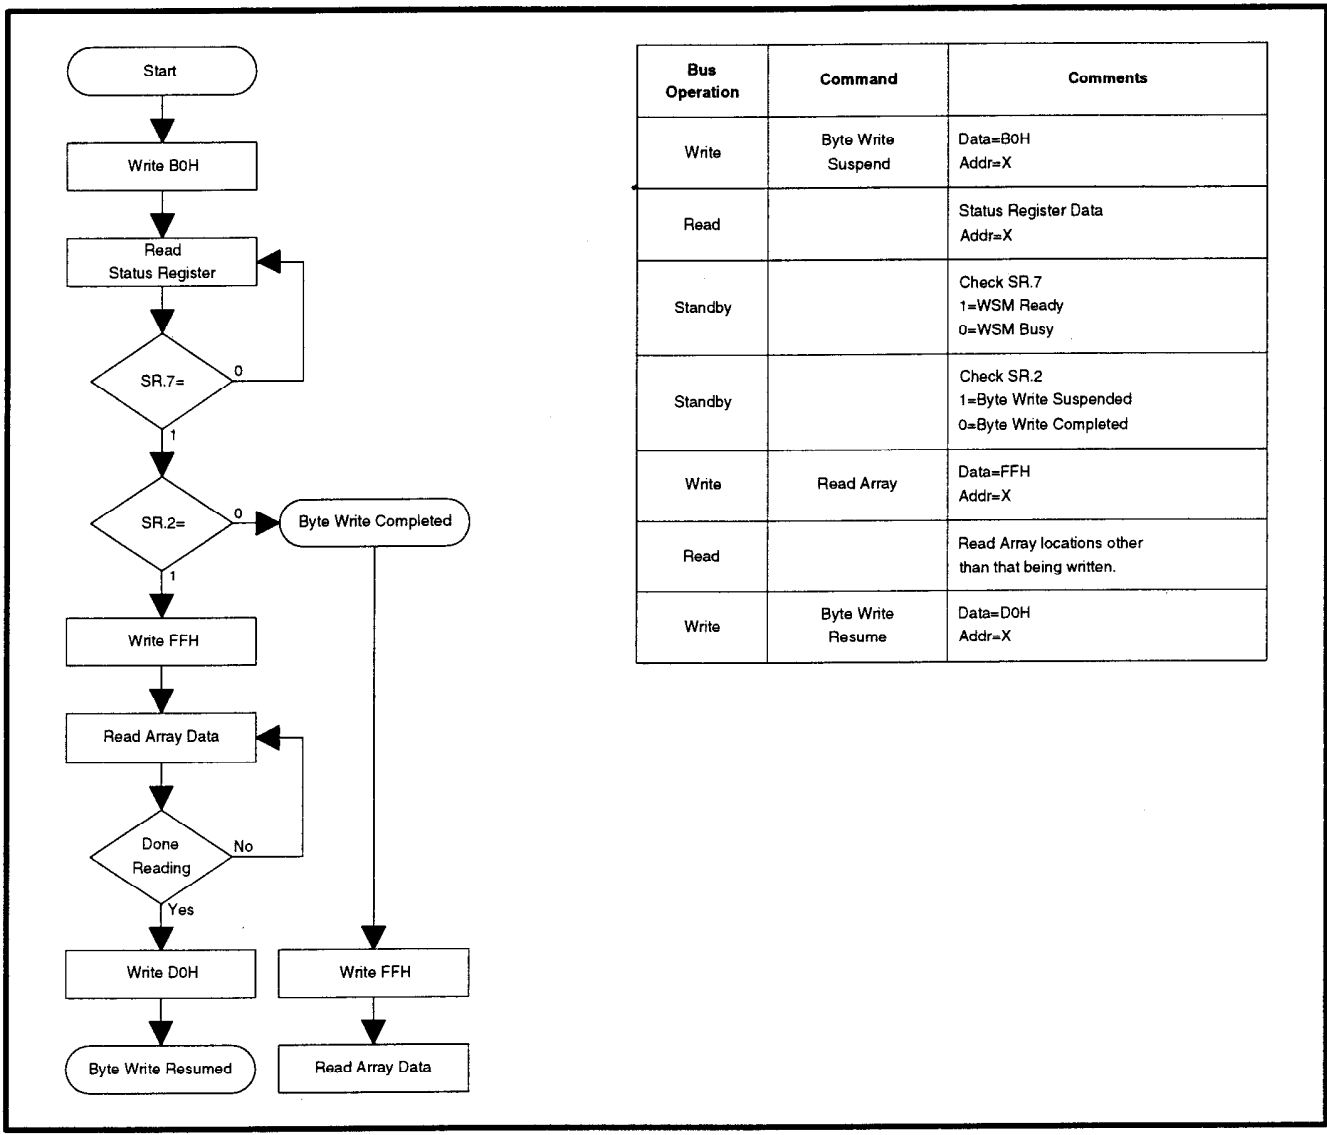 Start
Write B0H
Read
Status Register
SR.7=
0
1
SR.2=
0
Byte Write Completed
1
Write FFH
Read Array Data
Done
Reading
No
Yes
Write D0H
Write FFH
Byte Write Resumed
Read Array Data
Bus
Operation
Command
Comments
Write
Byte Write
Suspend
Data=B0H
Addr=X
Read
Status Register Data
Addr=X
Standby
Check SR.7
1=WSM Ready
0=WSM Busy
Standby
Check SR.2
1=Byte Write Suspended
0=Byte Write Completed
Write
Read Array
Data=FFH
Addr=X
Read
Read Array locations other
than that being written.
Write
Byte Write
Resume
Data=D0H
Addr=X